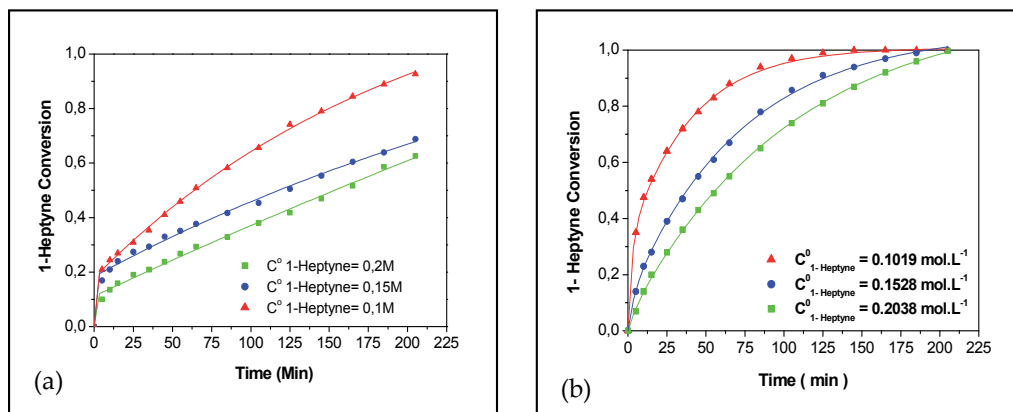 1-Heptyne Conversion
1,0
0,8
0,6
0,4
0,2
0,0
C° 1-Heptyne= 0,2M
C° 1-Heptyne= 0,15M
C° 1-Heptyne= 0,1M
0 25 50 75 100 125 150 175 200 225
Time (Min)
(a)
1- Heptyne Conversion
1,0
0,8
0,6
0,4
0,2
0,0
C⁰1- Heptyne = 0.1019 mol.L⁻¹
C⁰1- Heptyne = 0.1528 mol.L⁻¹
C⁰1- Heptyne = 0.2038 mol.L⁻¹
0 25 50 75 100 125 150 175 200 225
Time ( min )
(b)